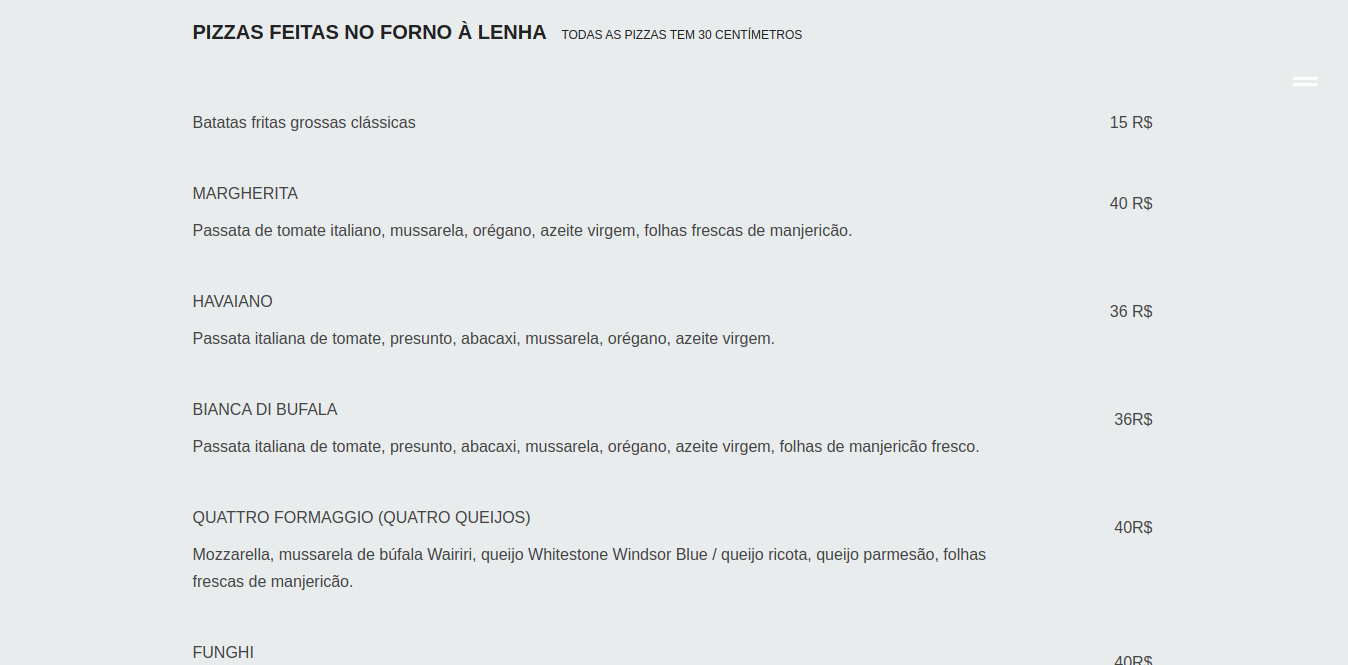 PIZZAS FEITAS NO FORNO À LENHA TODAS AS PIZZAS TEM 30 CENTÍMETROS
Batatas fritas grossas clássicas 15 R$
MARGHERITA
40 R$
Passata de tomate italiano, mussarela, orégano, azeite virgem, folhas frescas de manjericão.
HAVAIANO
36 R$
Passata italiana de tomate, presunto, abacaxi, mussarela, orégano, azeite virgem.
BIANCA DI BUFALA
36R$
Passata italiana de tomate, presunto, abacaxi, mussarela, orégano, azeite virgem, folhas de manjericão fresco.
QUATTRO FORMAGGIO (QUATRO QUEIJOS)
40R$
Mozzarella, mussarela de búfala Wairiri, queijo Whitestone Windsor Blue / queijo ricota, queijo parmesão, folhas
frescas de manjericão.
FUNGHI
40R$